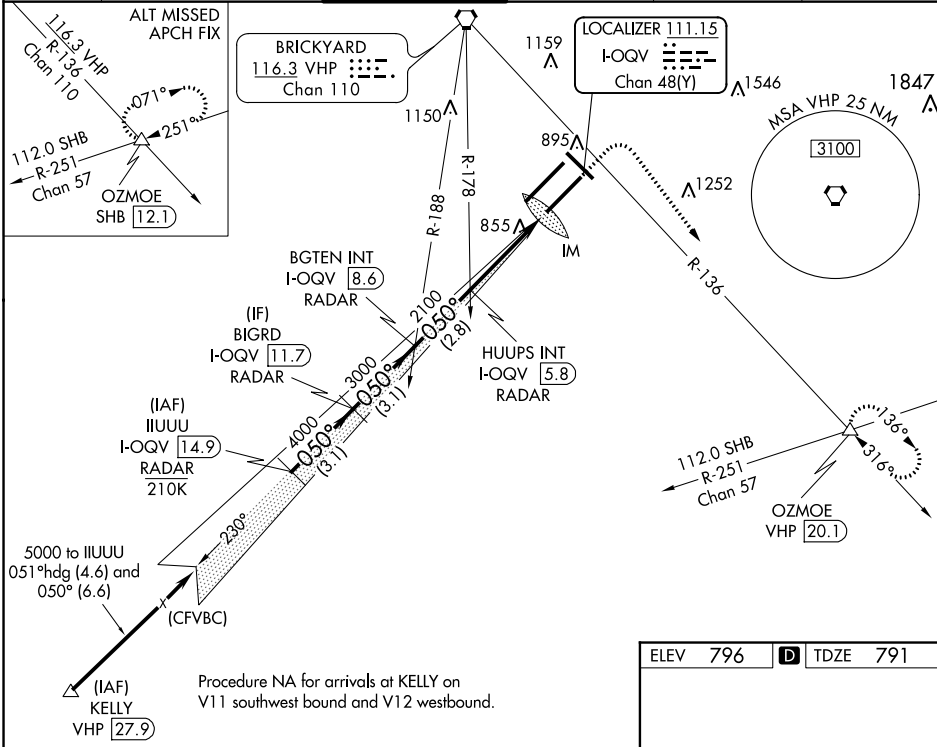 ALT MISSED
APCH FIX
116.3 VHP
R-136
Chan 110
071°
251°
112.0 SHB
R-251
Chan 57
OZMOE
SHB 12.1
BRICKYARD
116.3 VHP
Chan 110
LOCALIZER 111.15
I-OQV
Chan 48(Y)
1159
1546
1847
1150
895
1252
855
MSA VHP 25 NM
3100
R-188
R-178
R-136
IM
BGTEN INT
I-OQV 8.6
RADAR
(IF)
BIGRD
I-OQV 11.7
RADAR
(IAF)
IIUUU
I-OQV 14.9
RADAR
210K
2100
050°
(2.8)
3000
050°
(3.1)
4000
050°
(3.1)
HUUPS INT
I-OQV 5.8
RADAR
230°
5000 to IIUUU
051°hdg (4.6) and
050° (6.6)
(CFVBC)
(IAF)
KELLY
VHP 27.9
Procedure NA for arrivals at KELLY on
V11 southwest bound and V12 westbound.
112.0 SHB
R-251
Chan 57
136°
316°
OZMOE
VHP 20.1
ELEV 796 D TDZE 791